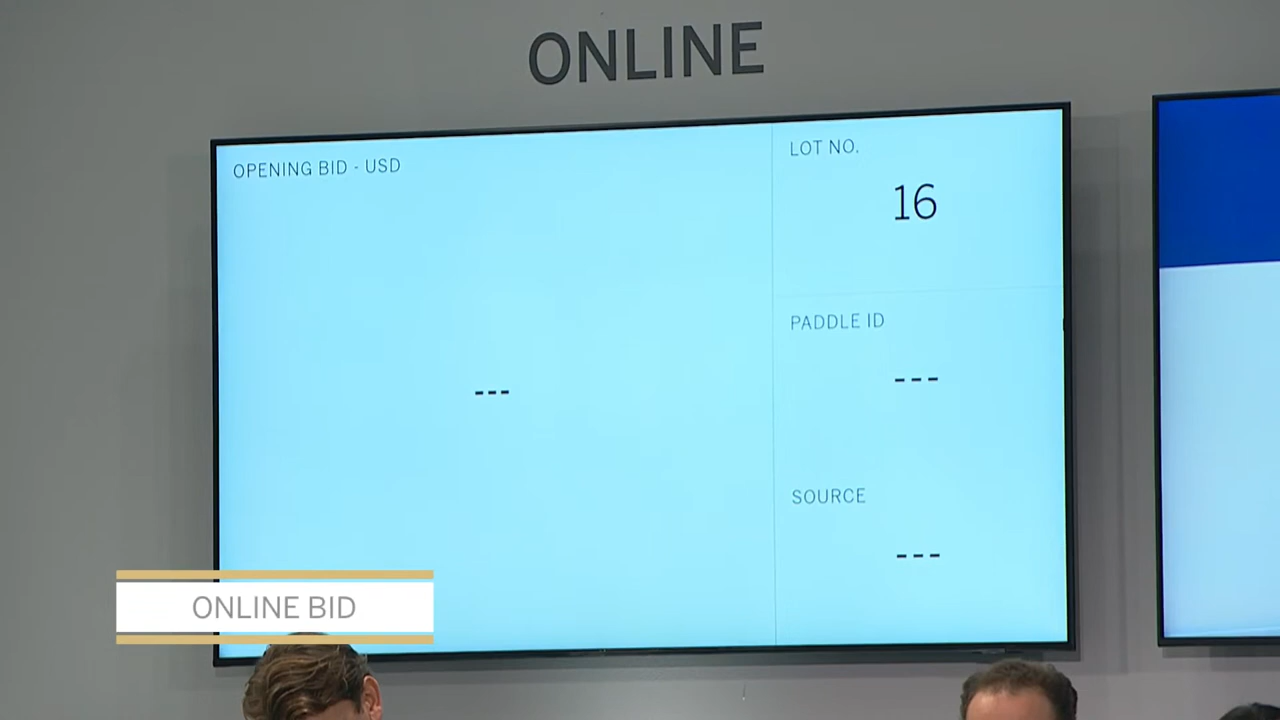 ONLINE
OPENING BID - USD
---
LOT NO.
16
PADDLE ID
---
SOURCE
---
ONLINE BID